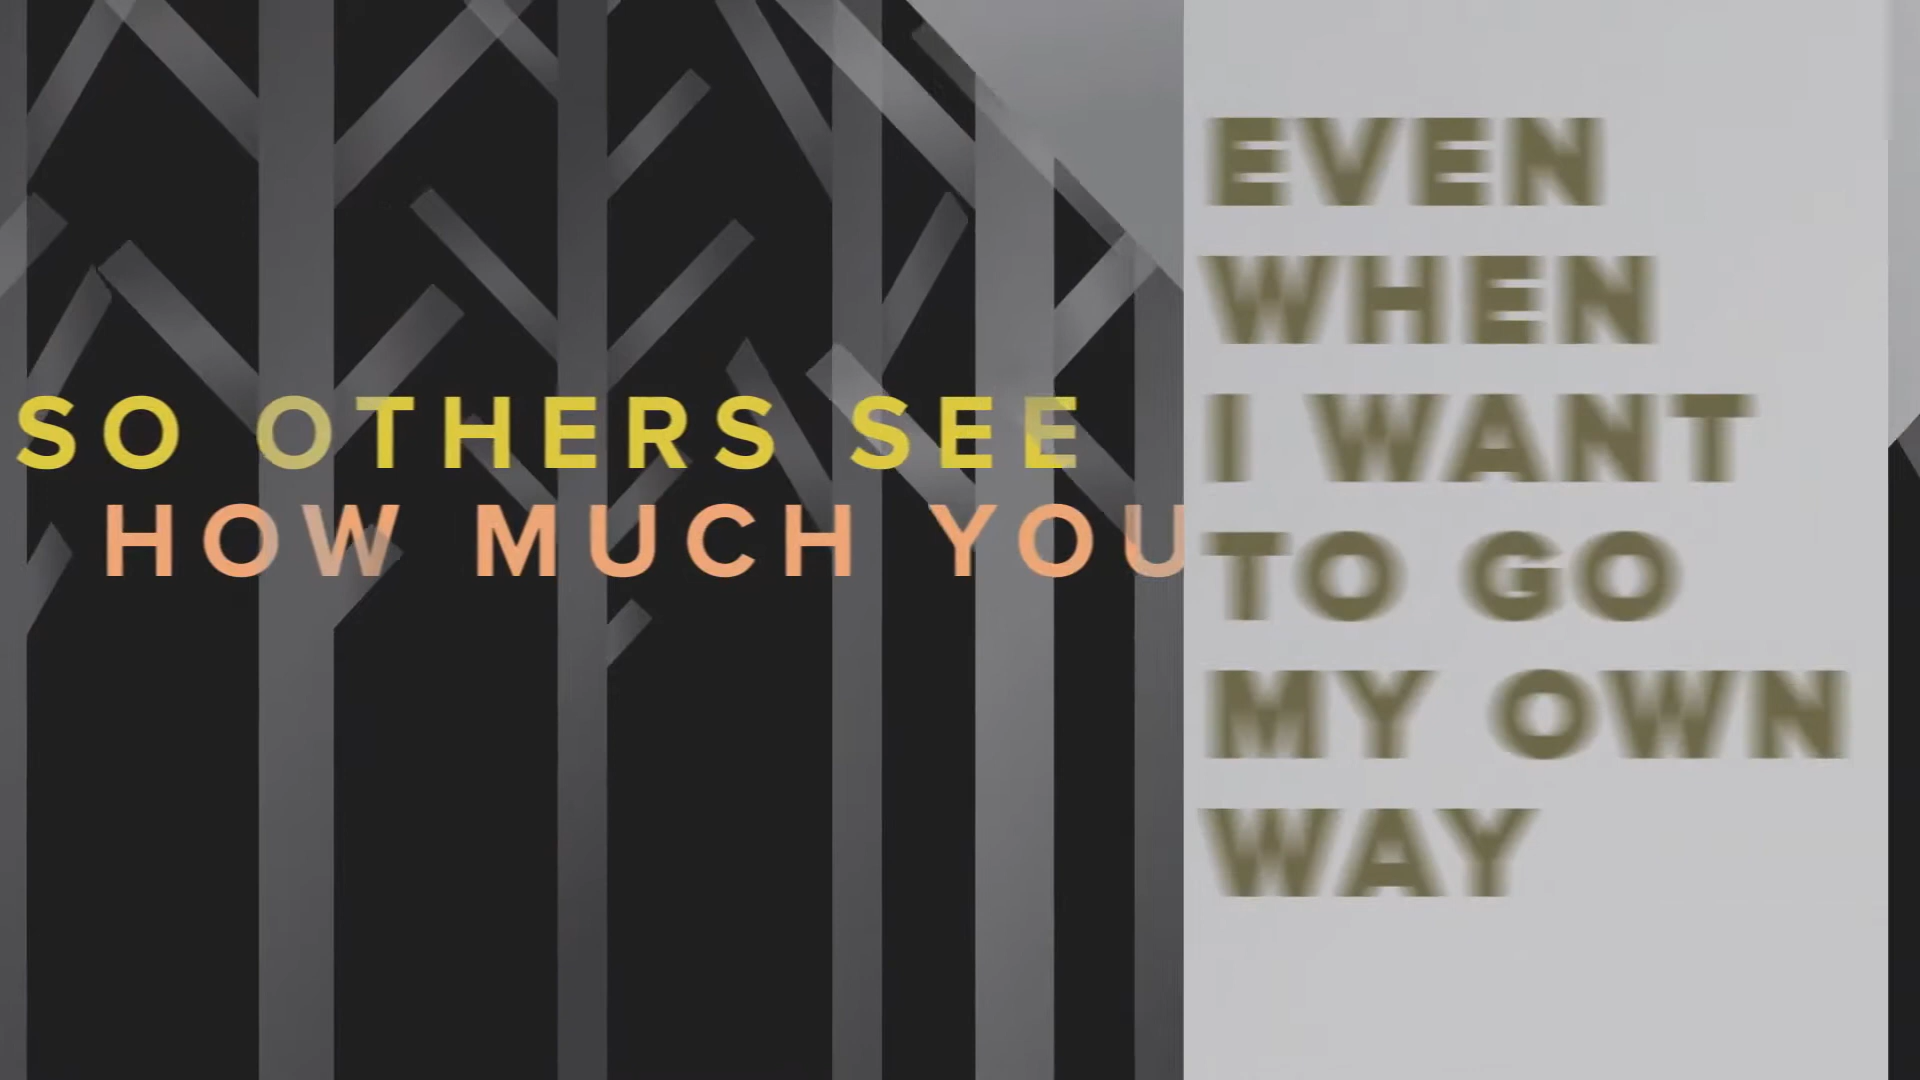 SO OTHERS SEE
HOW MUCH YOU
EVEN
WHEN
I WANT
TO GO
MY OWN
WAY